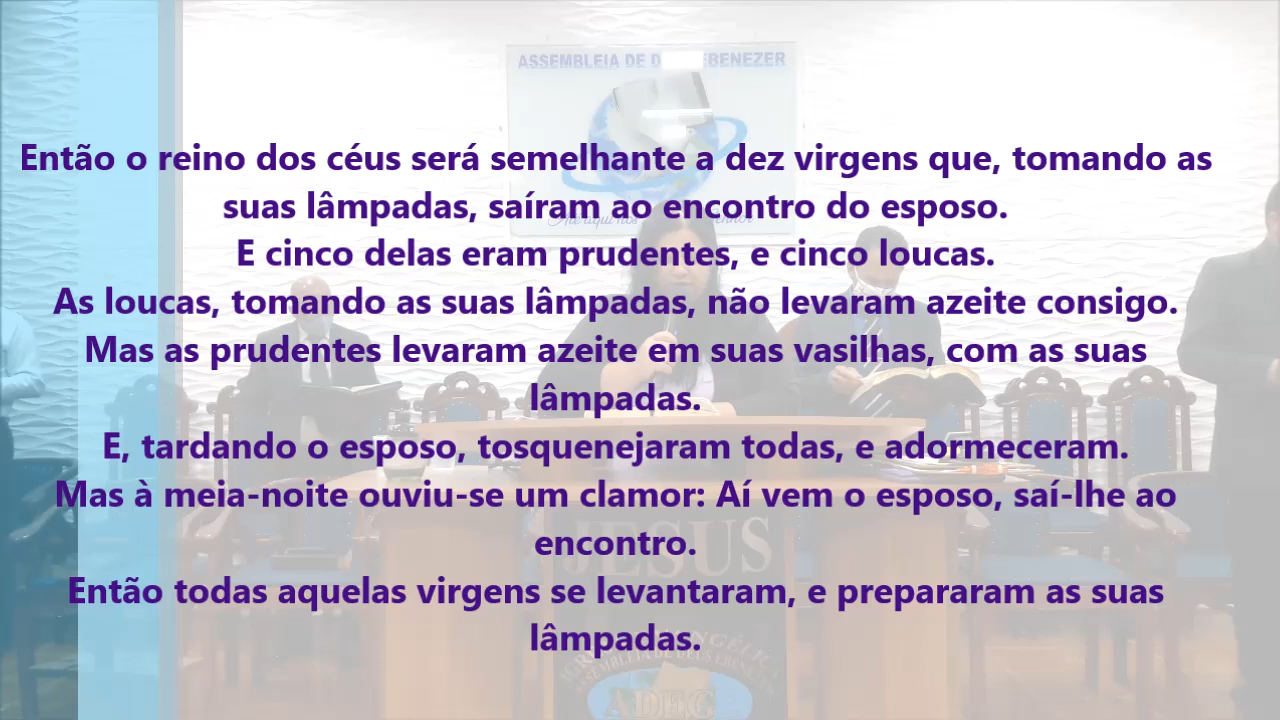 ASSEMBLEIA DE D EBENEZER
Então o reino dos céus será semelhante a dez virgens que, tomando as
suas lâmpadas, saíram ao encontro do esposo.
E cinco delas eram prudentes, e cinco loucas.
As loucas, tomando as suas lâmpadas, não levaram azeite consigo.
Mas as prudentes levaram azeite em suas vasilhas, com as suas
lâmpadas.
E, tardando o esposo, tosquenejaram todas, e adormeceram.
Mas à meia-noite ouviu-se um clamor: Aí vem o esposo, saí-lhe ao
encontro.
JESUS
Então todas aquelas virgens se levantaram, e prepararam as suas
lâmpadas.
ASSEMBLEIA DE DEUS
ADEG